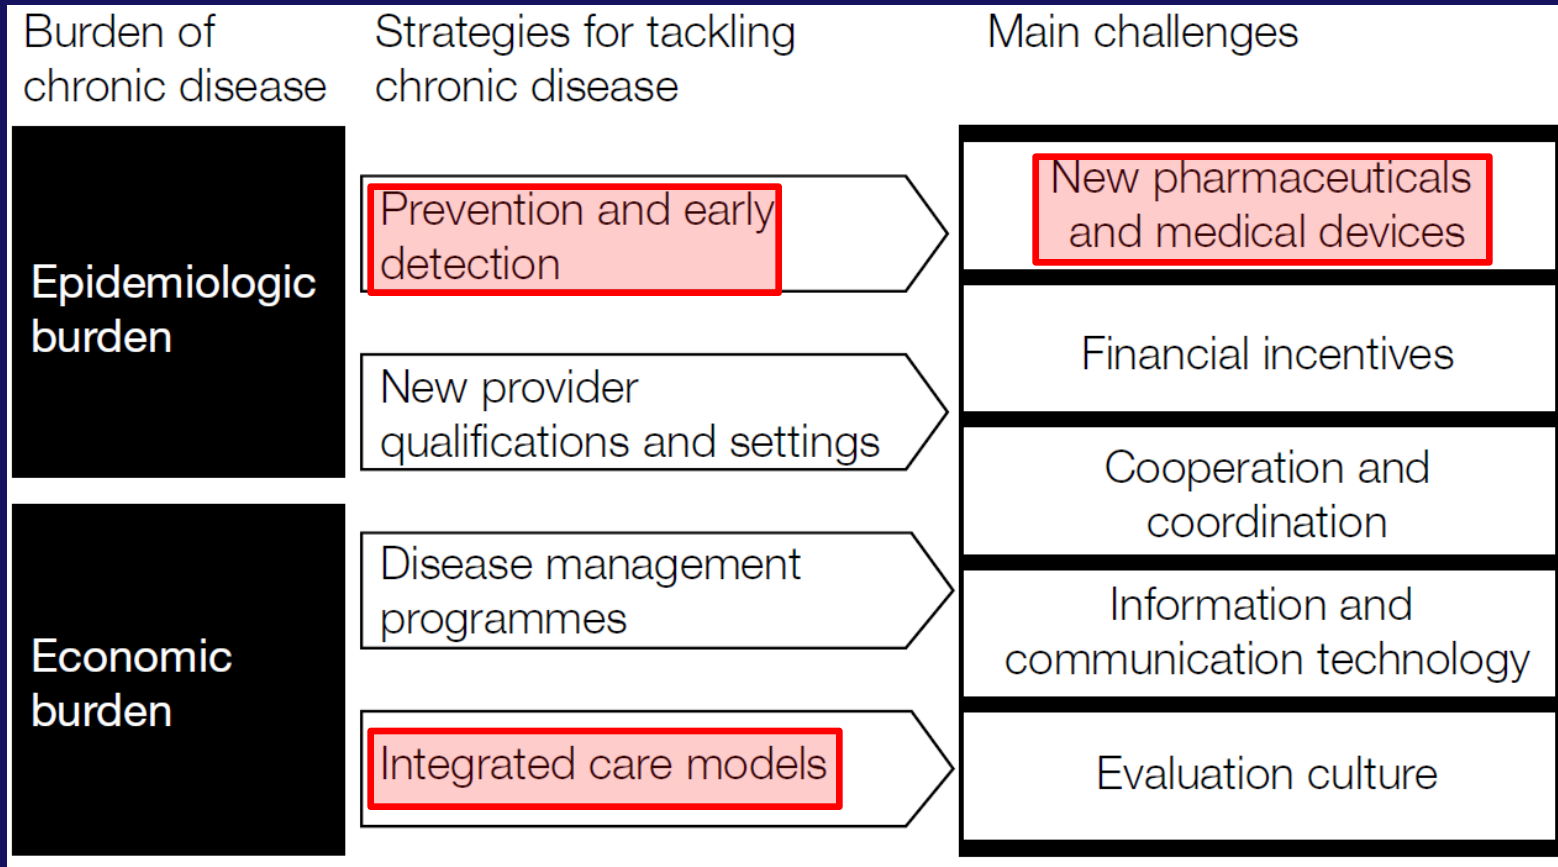 Burden of
chronic disease
Strategies for tackling
chronic disease
Main challenges
Epidemiologic
burden
Economic
burden
Prevention and early
detection
New provider
qualifications and settings
Disease management
programmes
Integrated care models
New pharmaceuticals
and medical devices
Financial incentives
Cooperation and
coordination
Information and
communication technology
Evaluation culture